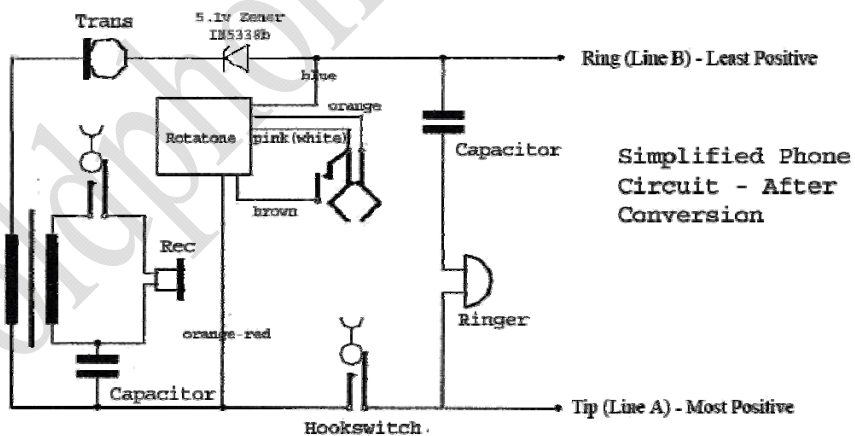 Trans
5.1v Zener
IN5338b
Ring (Line B) - Least Positive
blue
orange
Rotatone
pink(white)
Capacitor
Simplified Phone
Circuit - After
Conversion
brown
Rec
Ringer
orange-red
Capacitor
Tip (Line A) - Most Positive
Hookswitch.